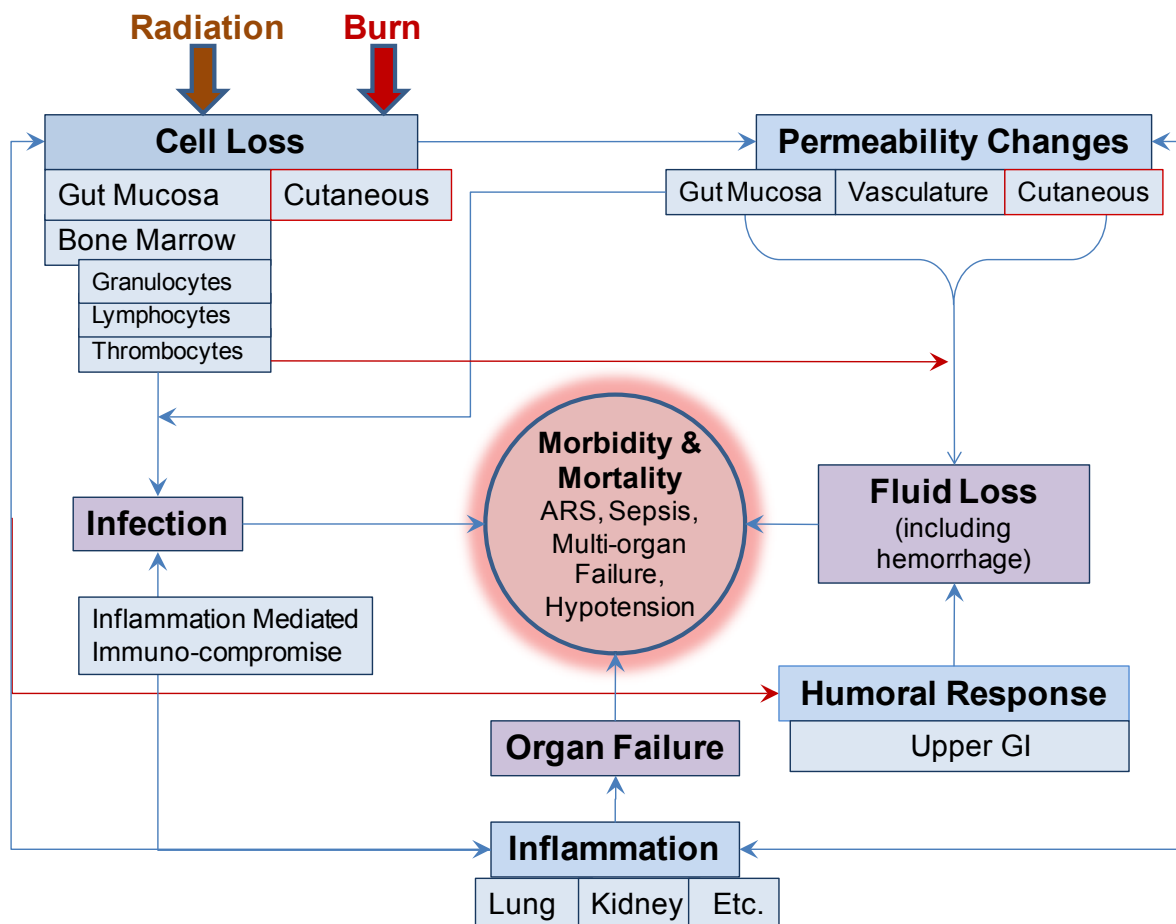 Radiation
Burn
Cell Loss
Gut Mucosa
Cutaneous
Bone Marrow
Granulocytes
Lymphocytes
Thrombocytes
Permeability Changes
Gut Mucosa
Vasculature
Cutaneous
Morbidity &
Mortality
ARS, Sepsis,
Multi-organ
Failure,
Hypotension
Infection
Fluid Loss
(including
hemorrhage)
Inflammation Mediated
Immuno-compromise
Humoral Response
Upper GI
Organ Failure
Inflammation
Lung
Kidney
Etc.